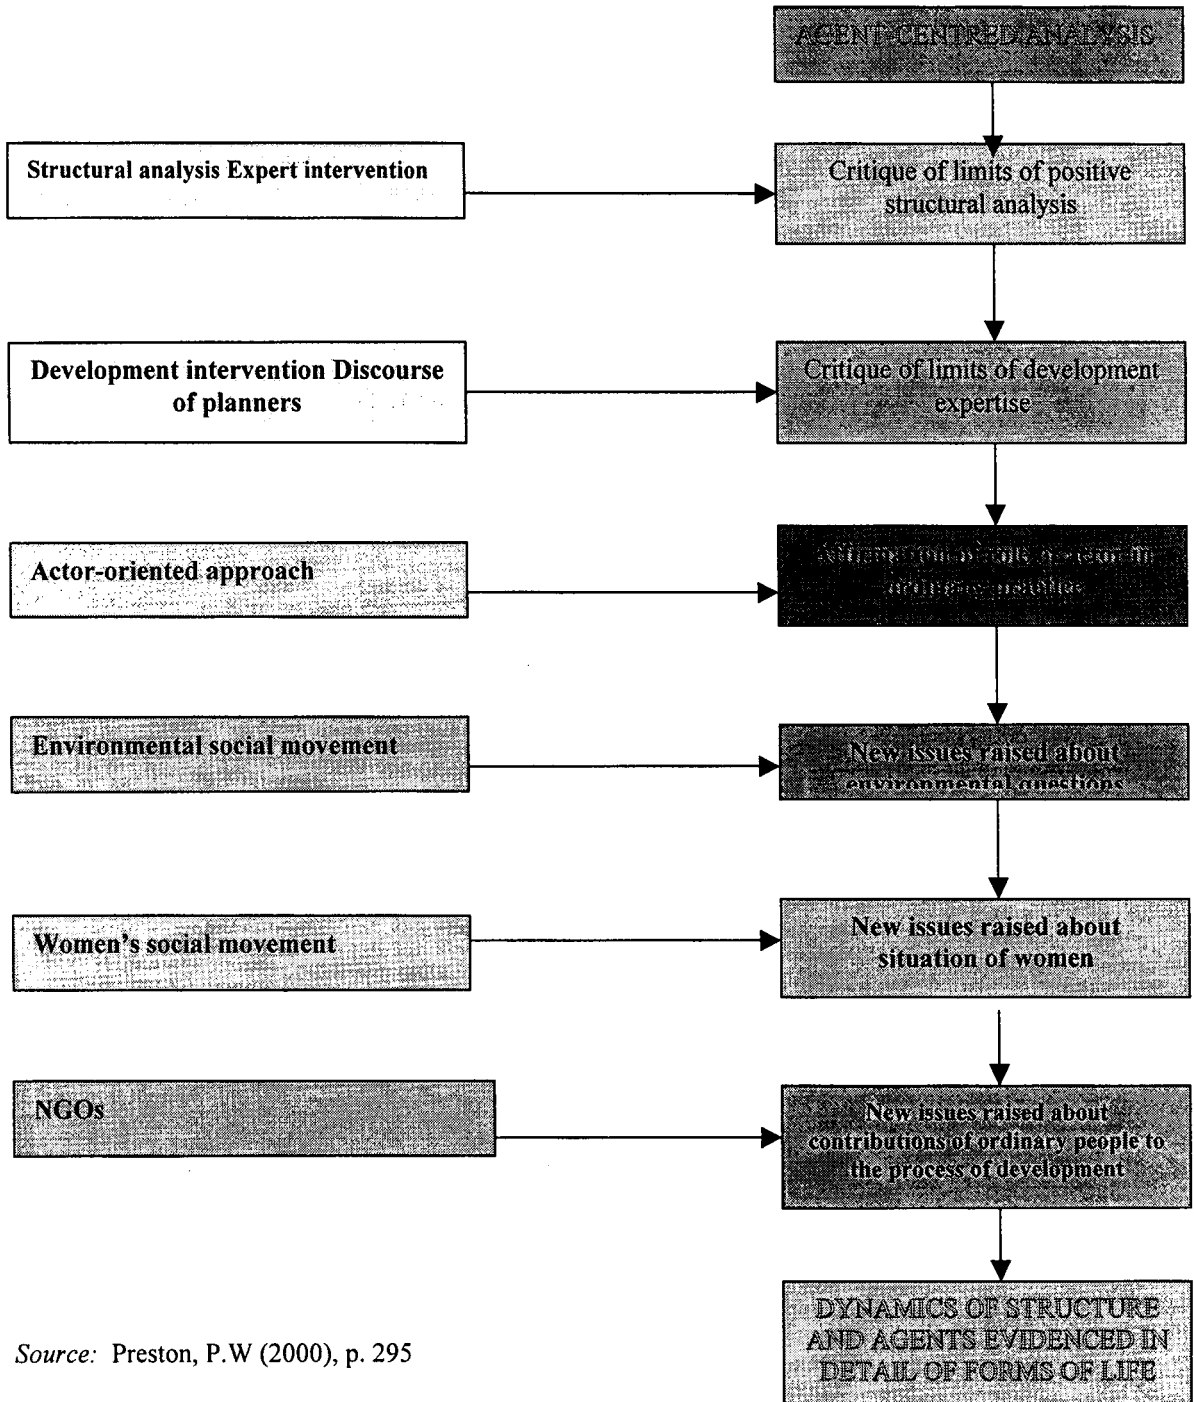 AGENT-CENTRED ANALYSIS
Structural analysis Expert intervention
Critique of limits of positive
structural analysis
Development intervention Discourse
of planners
Critique of limits of development
expertise
Actor-oriented approach
Environmental social movement
New issues raised about
environmental questions
Women's social movement
New issues raised about
situation of women
NGOs
New issues raised about
contributions of ordinary people to
the process of development
DYNAMICS OF STRUCTURE
AND AGENTS EVIDENCED IN
DETAIL OF FORMS OF LIFE
Source: Preston, P.W (2000), p. 295